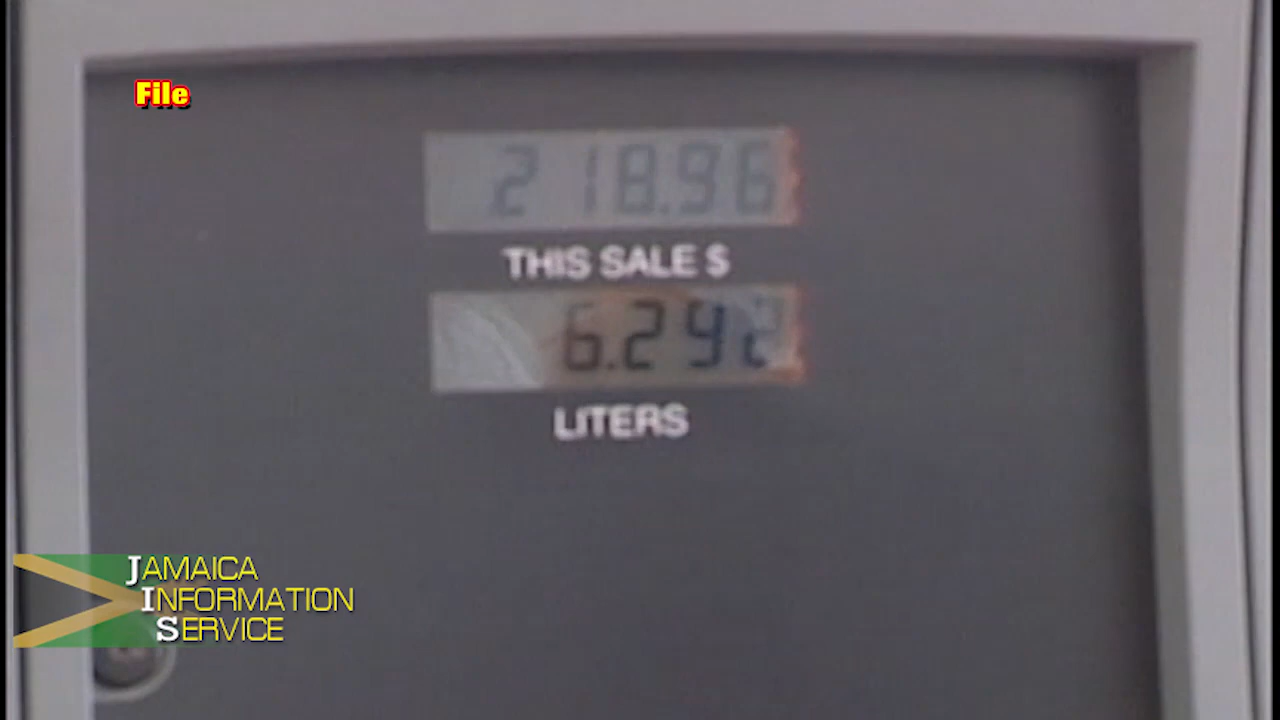 File
218.96
THIS SALE $
6.29
LITERS
JAMAICA
INFORMATION
SERVICE